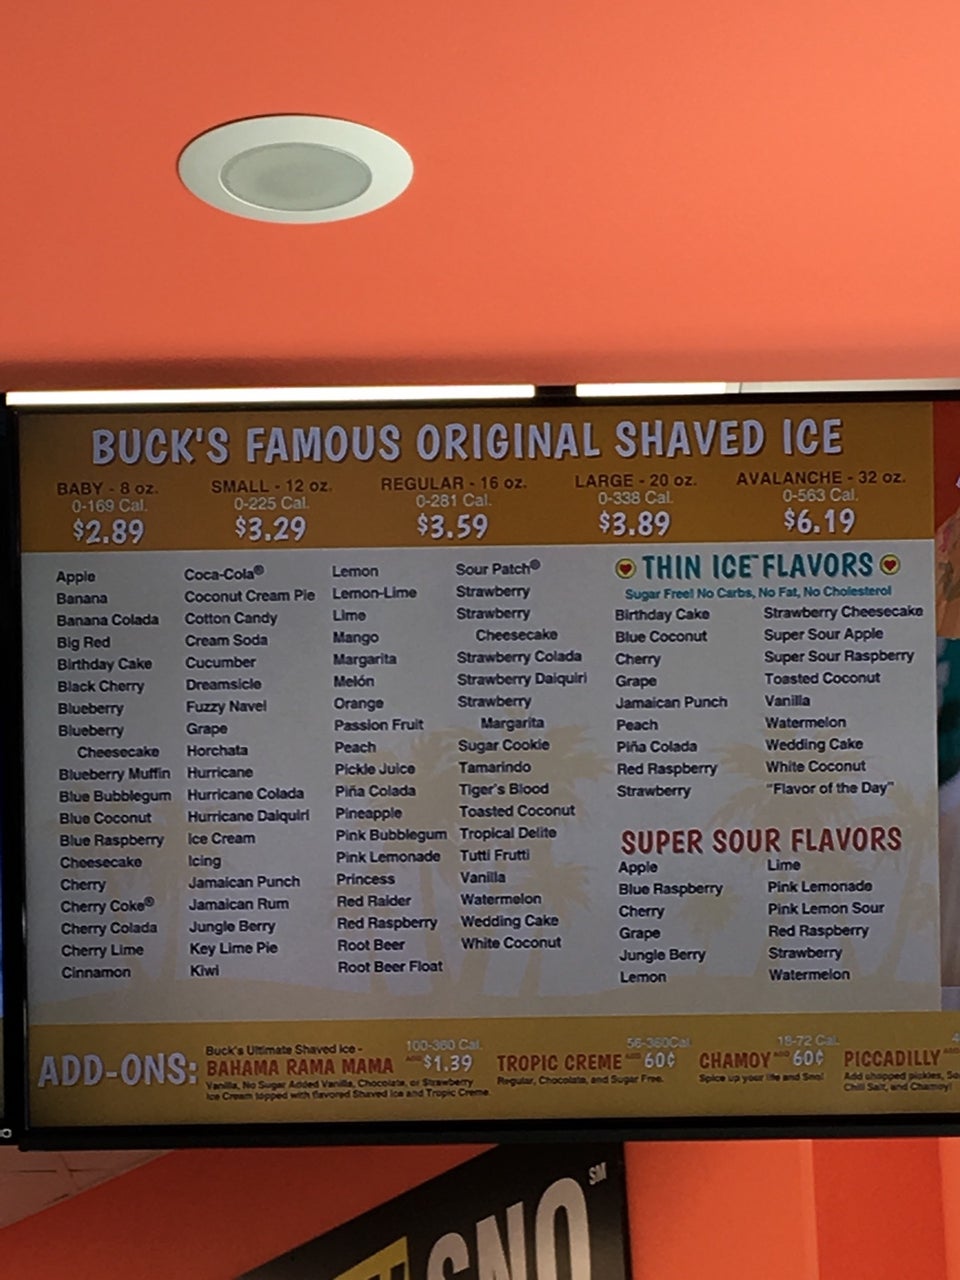 BUCK'S FAMOUS ORIGINAL SHAVED ICE
BABY - 8 oz.
0-169 Cal.
$2.89
SMALL - 12 oz.
0-225 Cal.
$3.29
REGULAR - 16 oz.
0-281 Cal.
$3.59
LARGE - 20 oz.
0-338 Cal.
$3.89
AVALANCHE - 32 oz.
0-563 Cal.
$6.19
Apple
Banana
Banana Colada
Big Red
Birthday Cake
Black Cherry
Blueberry
Blueberry
Cheesecake
Blueberry Muffin
Blue Bubblegum
Blue Coconut
Blue Raspberry
Cheesecake
Cherry
Cherry Coke®
Cherry Colada
Cherry Lime
Cinnamon
Coca-Cola®
Coconut Cream Pie
Cotton Candy
Cream Soda
Cucumber
Dreamsicle
Fuzzy Navel
Grape
Horchata
Hurricane
Hurricane Colada
Hurricane Daiquiri
Ice Cream
Icing
Jamaican Punch
Jamaican Rum
Jungle Berry
Key Lime Pie
Kiwi
Lemon
Lemon-Lime
Lime
Mango
Margarita
Melón
Orange
Passion Fruit
Peach
Pickle Juice
Piña Colada
Pineapple
Pink Bubblegum
Pink Lemonade
Princess
Red Raider
Red Raspberry
Root Beer
Root Beer Float
Sour Patch®
Strawberry
Strawberry
Cheesecake
Strawberry Colada
Strawberry Daiquiri
Strawberry
Margarita
Sugar Cookie
Tamarindo
Tiger's Blood
Toasted Coconut
Tropical Delite
Tutti Frutti
Vanilla
Watermelon
Wedding Cake
White Coconut
THIN ICE™ FLAVORS
Sugar Free! No Carbs, No Fat, No Cholesterol
Birthday Cake
Blue Coconut
Cherry
Grape
Jamaican Punch
Peach
Piña Colada
Red Raspberry
Strawberry
Strawberry Cheesecake
Super Sour Apple
Super Sour Raspberry
Toasted Coconut
Vanilla
Watermelon
Wedding Cake
White Coconut
"Flavor of the Day"
SUPER SOUR FLAVORS
Apple
Blue Raspberry
Cherry
Grape
Jungle Berry
Lemon
Lime
Pink Lemonade
Pink Lemon Sour
Red Raspberry
Strawberry
Watermelon
ADD-ONS:
Buck's Ultimate Shaved Ice -
100-360 Cal.
BAHAMA RAMA MAMA ADD $1.39
Vanilla, No Sugar Added Vanilla, Chocolate, or Strawberry
Ice Cream topped with flavored Shaved Ice and Tropic Creme.
56-360Cal.
TROPIC CREME ADD 60¢
Regular, Chocolate, and Sugar Free.
18-72 Cal.
CHAMOY ADD 60¢
Spice up your life and Sno!
4
PICCADILLY
Add chopped pickles, So
Chili Salt, and Chamoy!
SNO SM